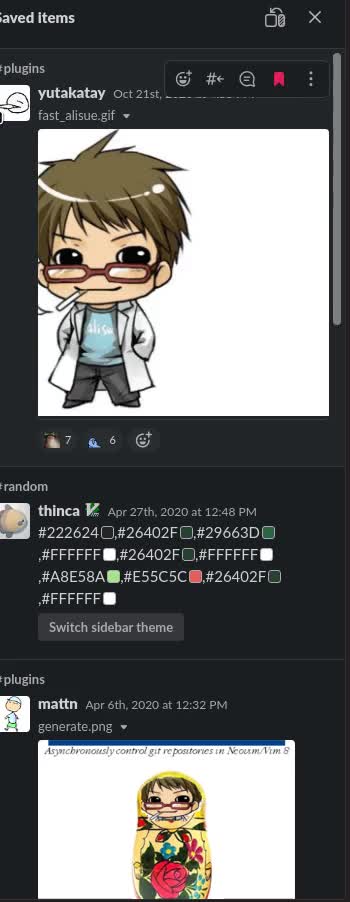 Saved items
#plugins
yutakatay Oct 21st,
fast_alisue.gif
alisu
7 6
#random
thinca Apr 27th, 2020 at 12:48 PM
#222624,#26402F,#29663D
,#FFFFFF,#26402F,#FFFFFF
,#A8E58A,#E55C5C,#26402F
,#FFFFFF
Switch sidebar theme
#plugins
mattn Apr 6th, 2020 at 12:32 PM
generate.png
Asynchronously control git repositories in Neovim/Vim 8